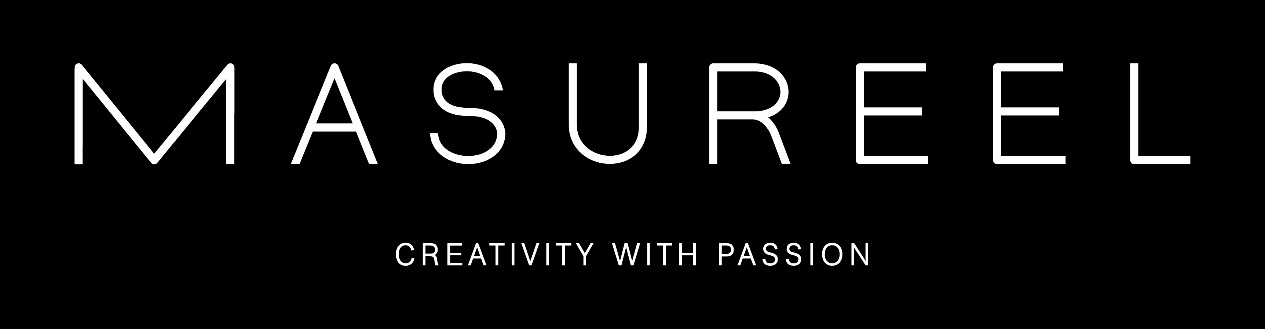 MASUREEL
CREATIVITY WITH PASSION